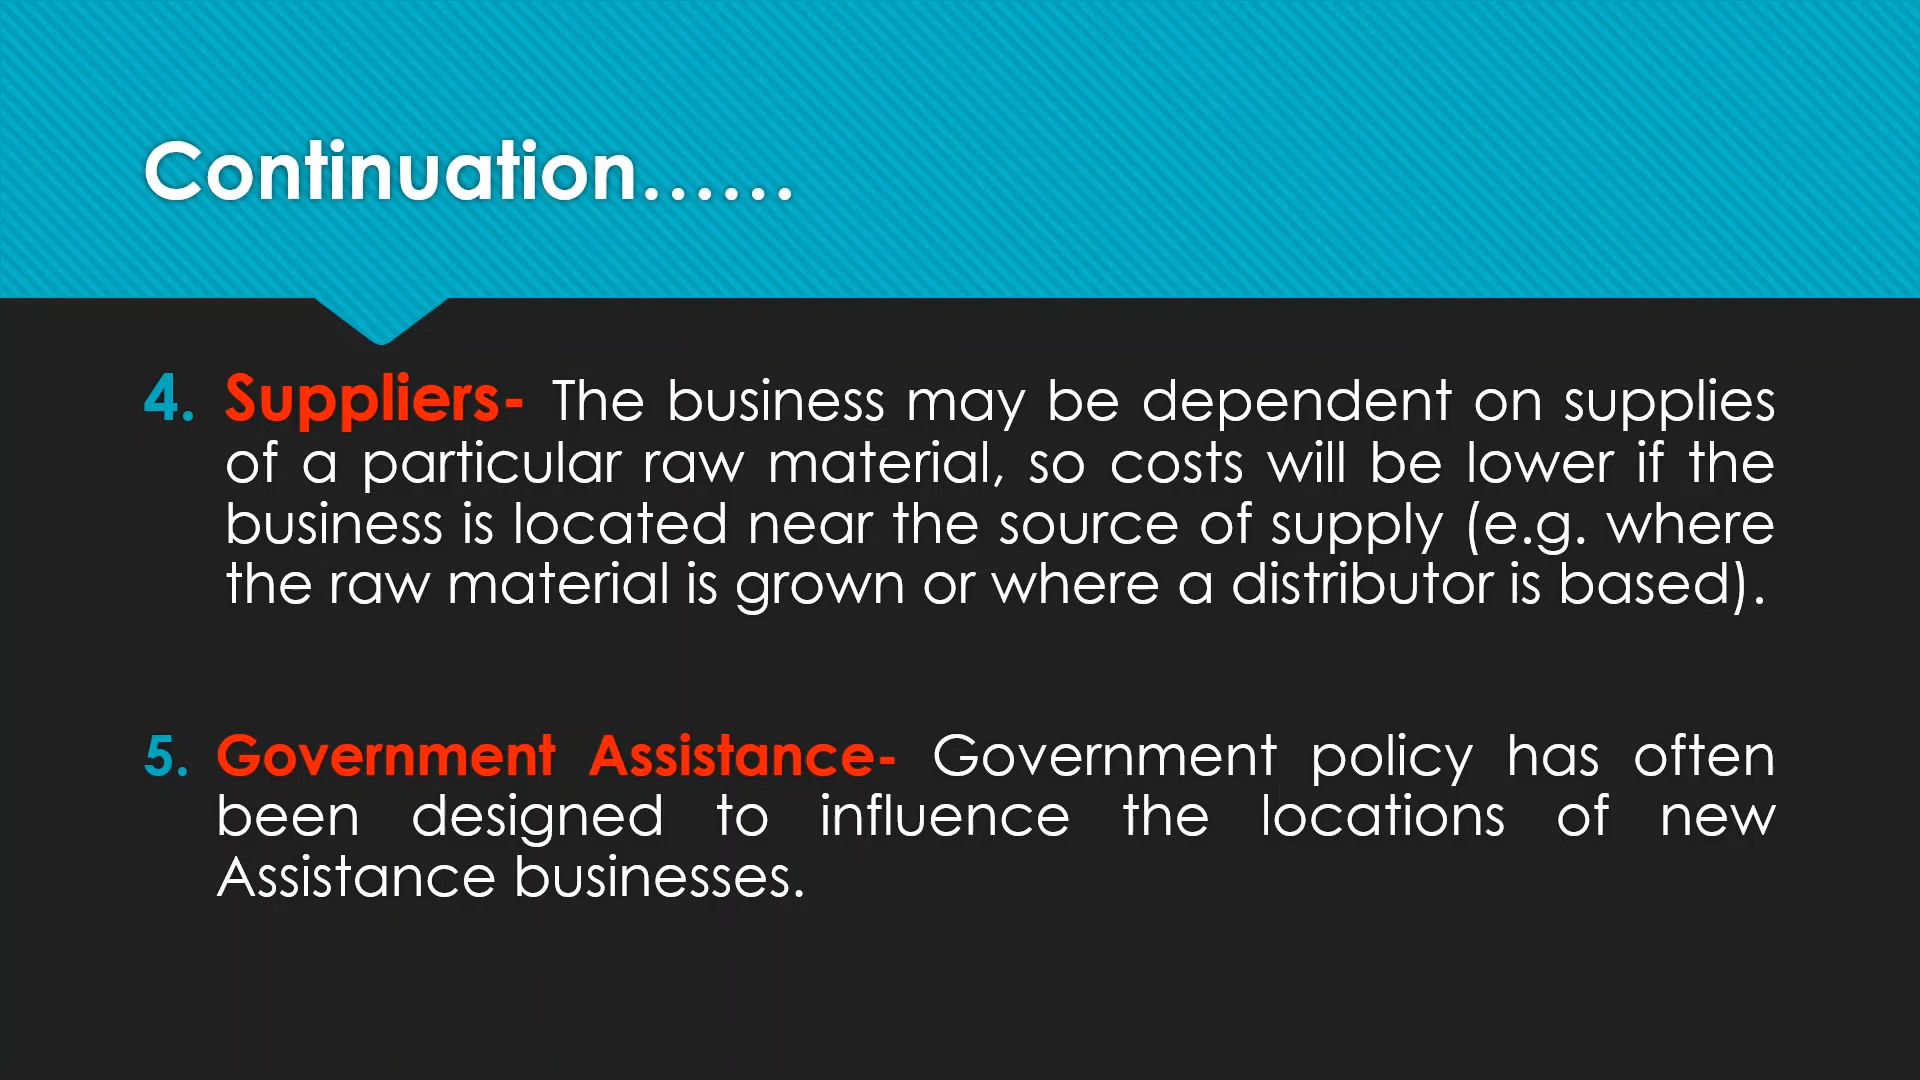 Continuation......
4. Suppliers- The business may be dependent on supplies
of a particular raw material, so costs will be lower if the
business is located near the source of supply (e.g. where
the raw material is grown or where a distributor is based).
5. Government Assistance- Government policy has often
been designed to influence the locations of new
Assistance businesses.